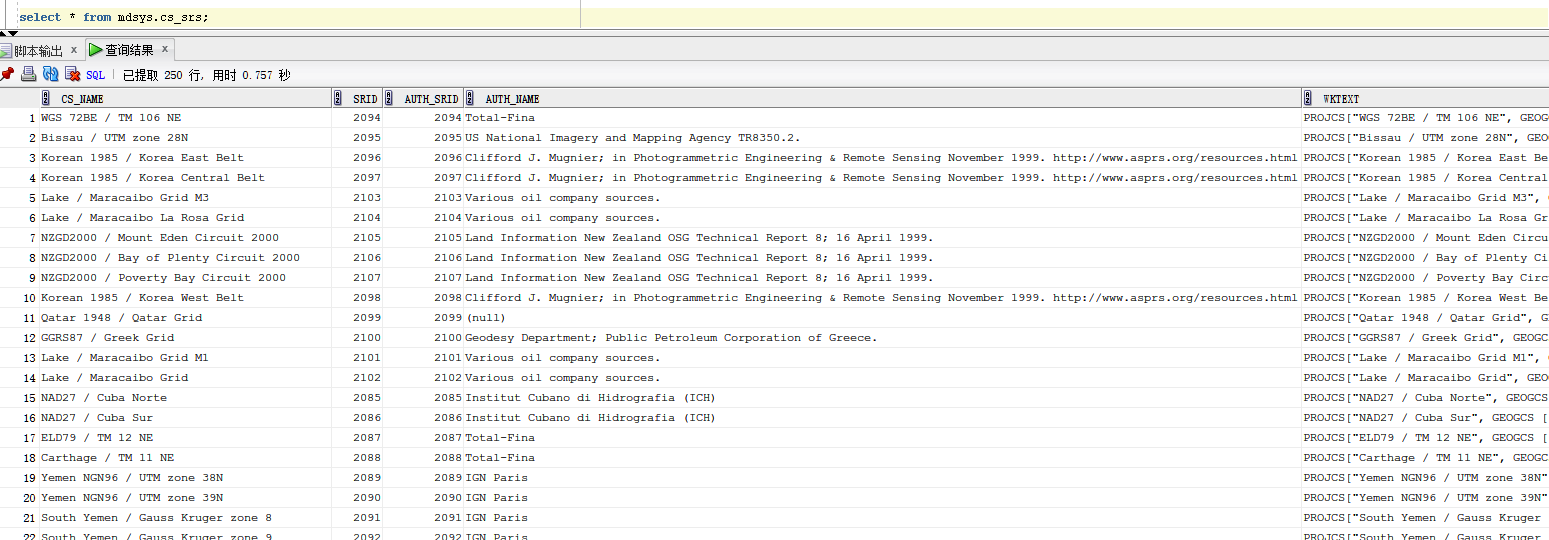 select * from mdsys.cs_srs;
脚本输出 x 查询结果 x
SQL | 已提取 250 行, 用时 0.757 秒
CS_NAME SRID AUTH_SRID AUTH_NAME WKTEXT
1 WGS 72BE / TM 106 NE 2094 2094 Total-Fina PROJCS["WGS 72BE / TM 106 NE", GEOG
2 Bissau / UTM zone 28N 2095 2095 US National Imagery and Mapping Agency TR8350.2. PROJCS["Bissau / UTM zone 28N", GEO
3 Korean 1985 / Korea East Belt 2096 2096 Clifford J. Mugnier; in Photogrammetric Engineering & Remote Sensing November 1999. http://www.asprs.org/resources.html PROJCS["Korean 1985 / Korea East Be
4 Korean 1985 / Korea Central Belt 2097 2097 Clifford J. Mugnier; in Photogrammetric Engineering & Remote Sensing November 1999. http://www.asprs.org/resources.html PROJCS["Korean 1985 / Korea Central
5 Lake / Maracaibo Grid M3 2103 2103 Various oil company sources. PROJCS["Lake / Maracaibo Grid M3",
6 Lake / Maracaibo La Rosa Grid 2104 2104 Various oil company sources. PROJCS["Lake / Maracaibo La Rosa Gr
7 NZGD2000 / Mount Eden Circuit 2000 2105 2105 Land Information New Zealand OSG Technical Report 8; 16 April 1999. PROJCS["NZGD2000 / Mount Eden Circu
8 NZGD2000 / Bay of Plenty Circuit 2000 2106 2106 Land Information New Zealand OSG Technical Report 8; 16 April 1999. PROJCS["NZGD2000 / Bay of Plenty Ci
9 NZGD2000 / Poverty Bay Circuit 2000 2107 2107 Land Information New Zealand OSG Technical Report 8; 16 April 1999. PROJCS["NZGD2000 / Poverty Bay Circ
10 Korean 1985 / Korea West Belt 2098 2098 Clifford J. Mugnier; in Photogrammetric Engineering & Remote Sensing November 1999. http://www.asprs.org/resources.html PROJCS["Korean 1985 / Korea West Be
11 Qatar 1948 / Qatar Grid 2099 2099 (null) PROJCS["Qatar 1948 / Qatar Grid", G
12 GGRS87 / Greek Grid 2100 2100 Geodesy Department; Public Petroleum Corporation of Greece. PROJCS["GGRS87 / Greek Grid", GEOGC
13 Lake / Maracaibo Grid M1 2101 2101 Various oil company sources. PROJCS["Lake / Maracaibo Grid M1",
14 Lake / Maracaibo Grid 2102 2102 Various oil company sources. PROJCS["Lake / Maracaibo Grid", GEO
15 NAD27 / Cuba Norte 2085 2085 Institut Cubano di Hidrografia (ICH) PROJCS["NAD27 / Cuba Norte", GEOGCS
16 NAD27 / Cuba Sur 2086 2086 Institut Cubano di Hidrografia (ICH) PROJCS["NAD27 / Cuba Sur", GEOGCS [
17 ELD79 / TM 12 NE 2087 2087 Total-Fina PROJCS["ELD79 / TM 12 NE", GEOGCS [
18 Carthage / TM 11 NE 2088 2088 Total-Fina PROJCS["Carthage / TM 11 NE", GEOGC
19 Yemen NGN96 / UTM zone 38N 2089 2089 IGN Paris PROJCS["Yemen NGN96 / UTM zone 38N"
20 Yemen NGN96 / UTM zone 39N 2090 2090 IGN Paris PROJCS["Yemen NGN96 / UTM zone 39N"
21 South Yemen / Gauss Kruger zone 8 2091 2091 IGN Paris PROJCS["South Yemen / Gauss Kruger
22 South Yemen / Gauss Kruger zone 9 2092 2092 IGN Paris PROJCS["South Yemen / Gauss Kruger